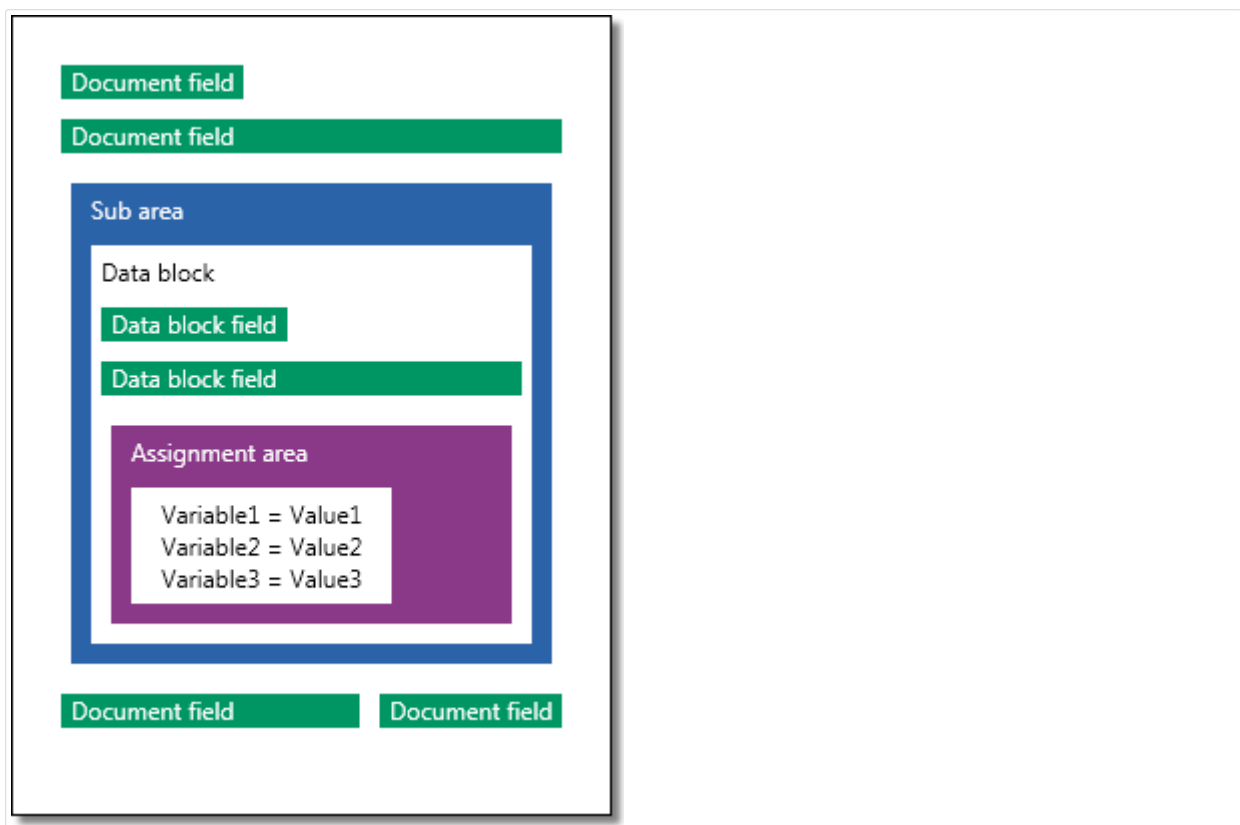 Document field
Document field
Sub area
Data block
Data block field
Data block field
Assignment area
Variable1 = Value1
Variable2 = Value2
Variable3 = Value3
Document field
Document field